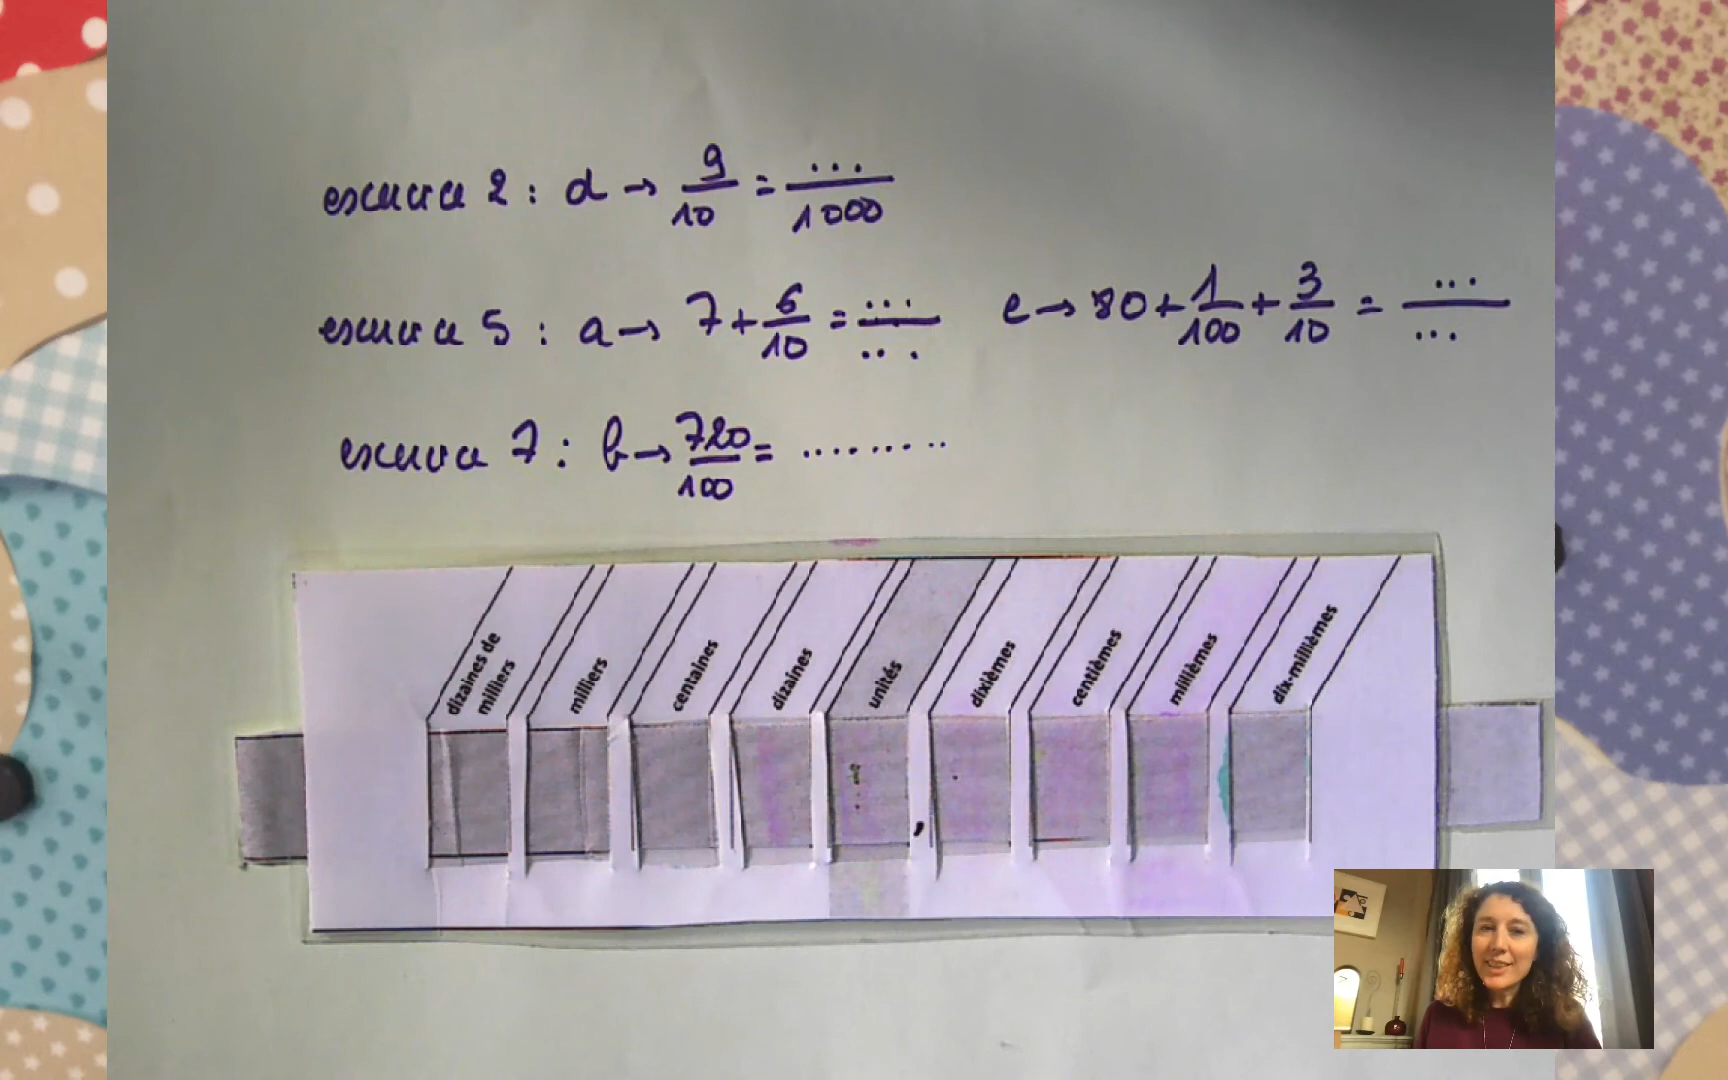 exercice 2 : d → 9/10 = .../1000
exercice 5 : a → 7 + 6/10 = .../... e → 80 + 1/100 + 3/10 = .../...
exercice 7 : b → 720/100 = .........
dizaines de
milliers
milliers
centaines
dizaines
unités
,
dixièmes
centièmes
millièmes
dix-millièmes